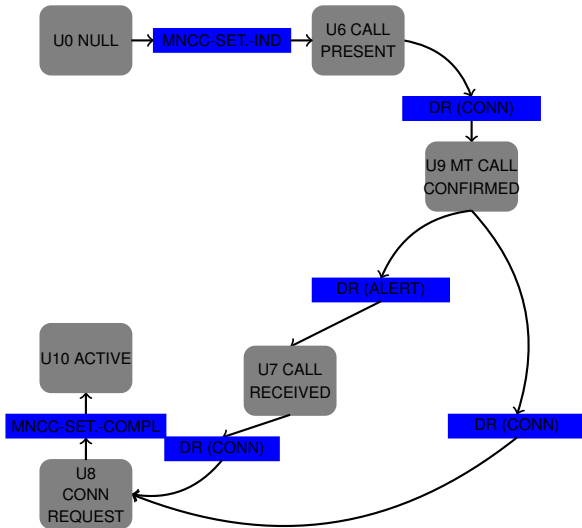 U0 NULL
MNCC-SET. IND
U6 CALL
PRESENT
DR (CONN)
U9 MT CALL
CONFIRMED
DR (ALERT)
U10 ACTIVE
U7 CALL
RECEIVED
MNCC-SET.-COMPL
DR (CONN)
DR (CONN)
U8
CONN
REQUEST